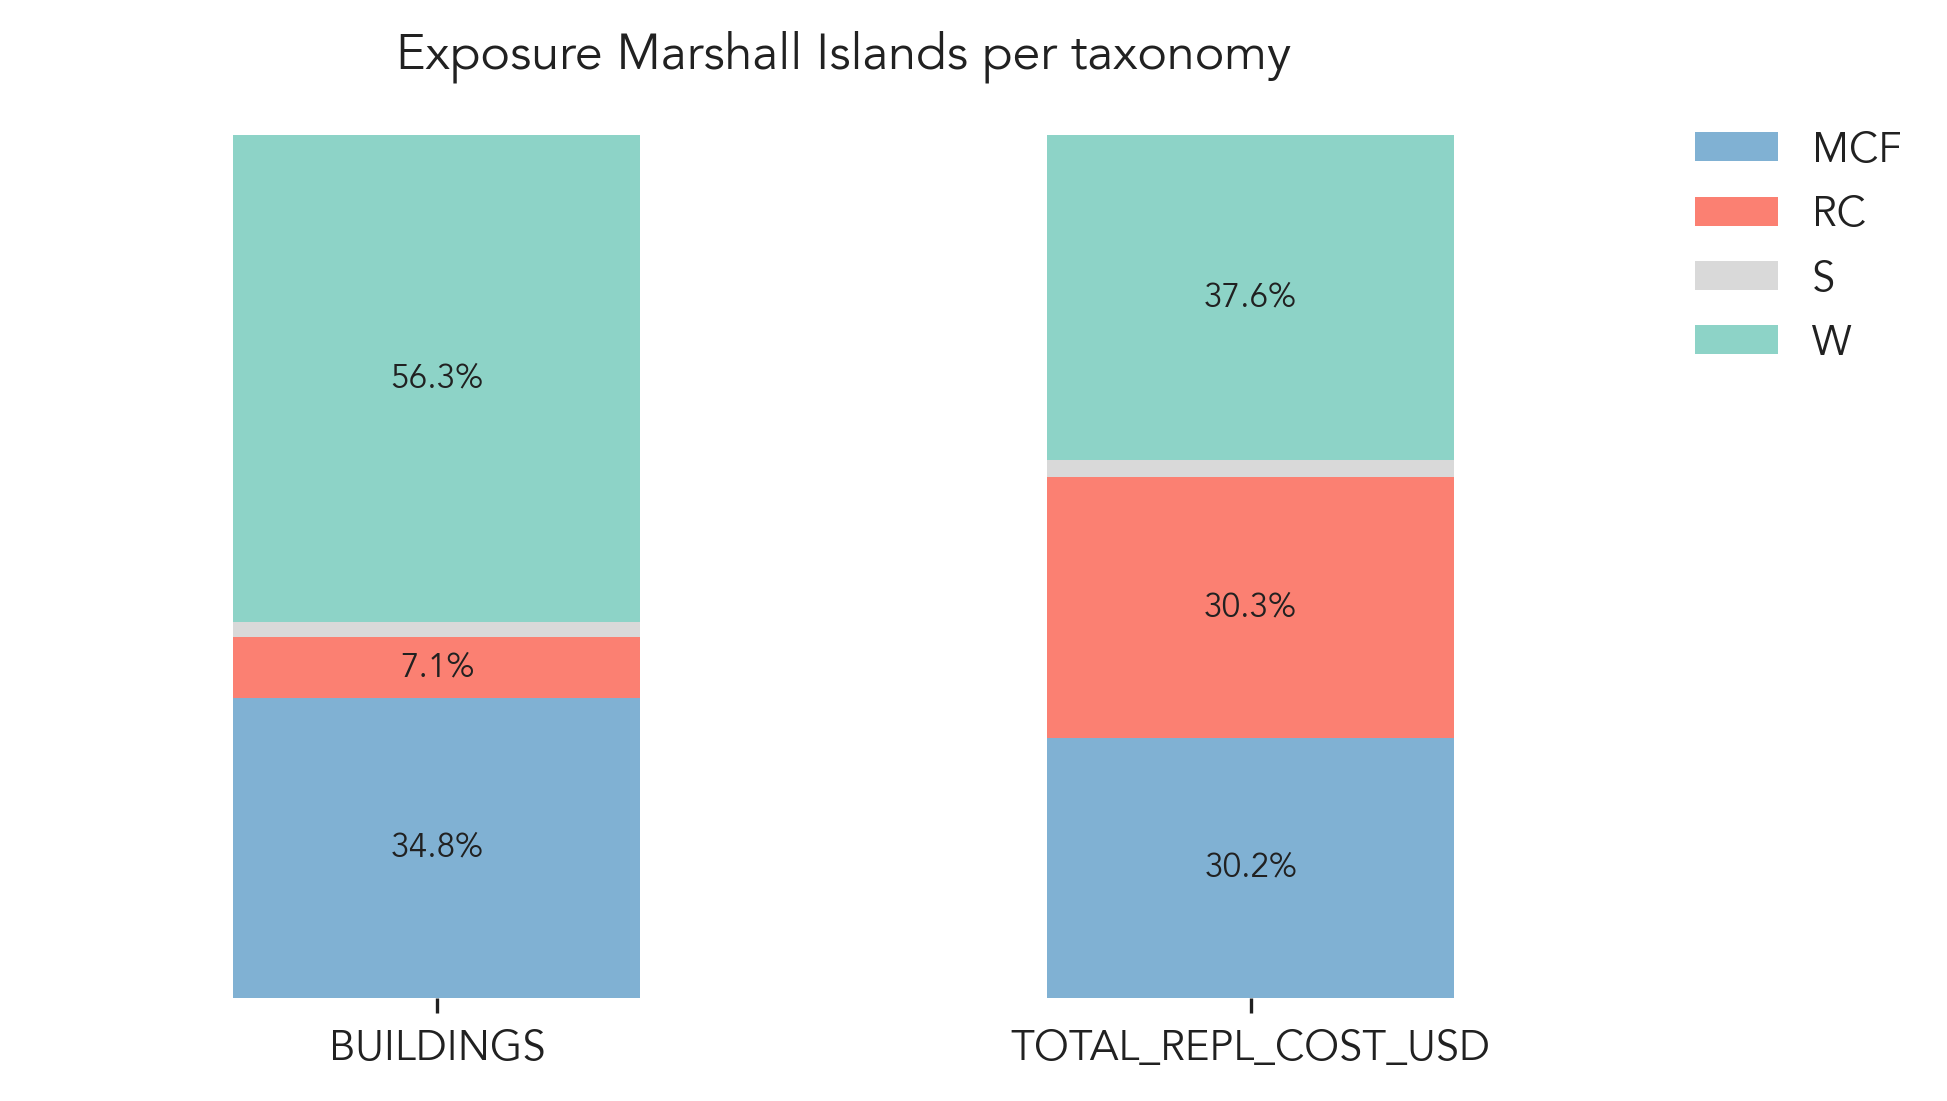 Exposure Marshall Islands per taxonomy
MCF
RC
S
W
56.3%
7.1%
34.8%
37.6%
30.3%
30.2%
BUILDINGS
TOTAL_REPL_COST_USD